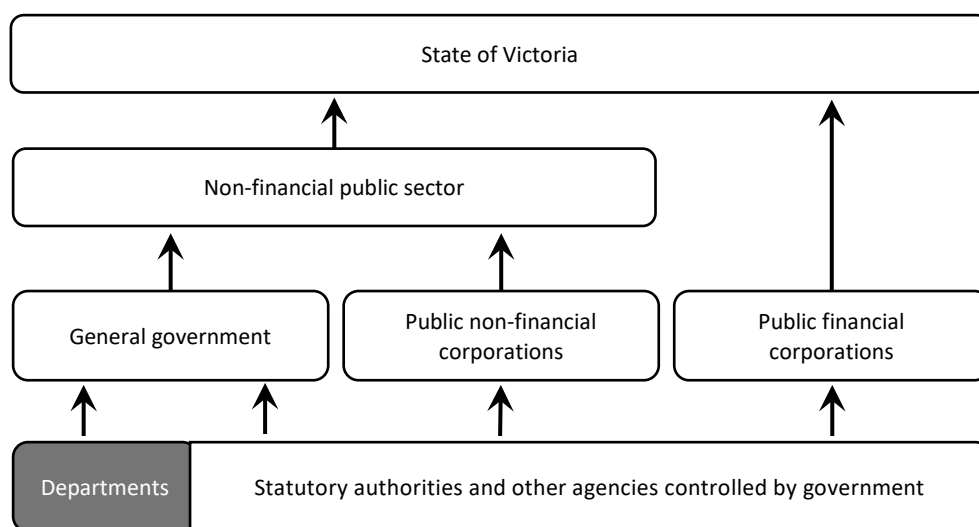 State of Victoria
Non-financial public sector
General government
Public non-financial
corporations
Public financial
corporations
Departments
Statutory authorities and other agencies controlled by government